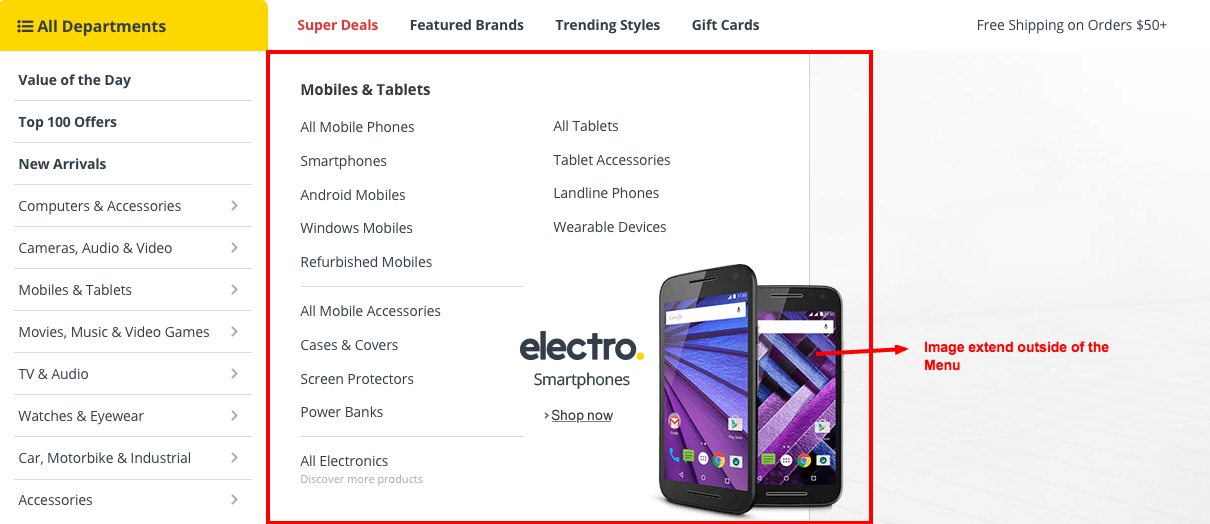 All Departments
Super Deals
Featured Brands
Trending Styles
Gift Cards
Free Shipping on Orders $50+
Value of the Day
Top 100 Offers
New Arrivals
Computers & Accessories
Cameras, Audio & Video
Mobiles & Tablets
Movies, Music & Video Games
TV & Audio
Watches & Eyewear
Car, Motorbike & Industrial
Accessories
Mobiles & Tablets
All Mobile Phones
Smartphones
Android Mobiles
Windows Mobiles
Refurbished Mobiles
All Mobile Accessories
Cases & Covers
Screen Protectors
Power Banks
All Electronics
Discover more products
All Tablets
Tablet Accessories
Landline Phones
Wearable Devices
electro.
Smartphones
Shop now
Image extend outside of the
Menu